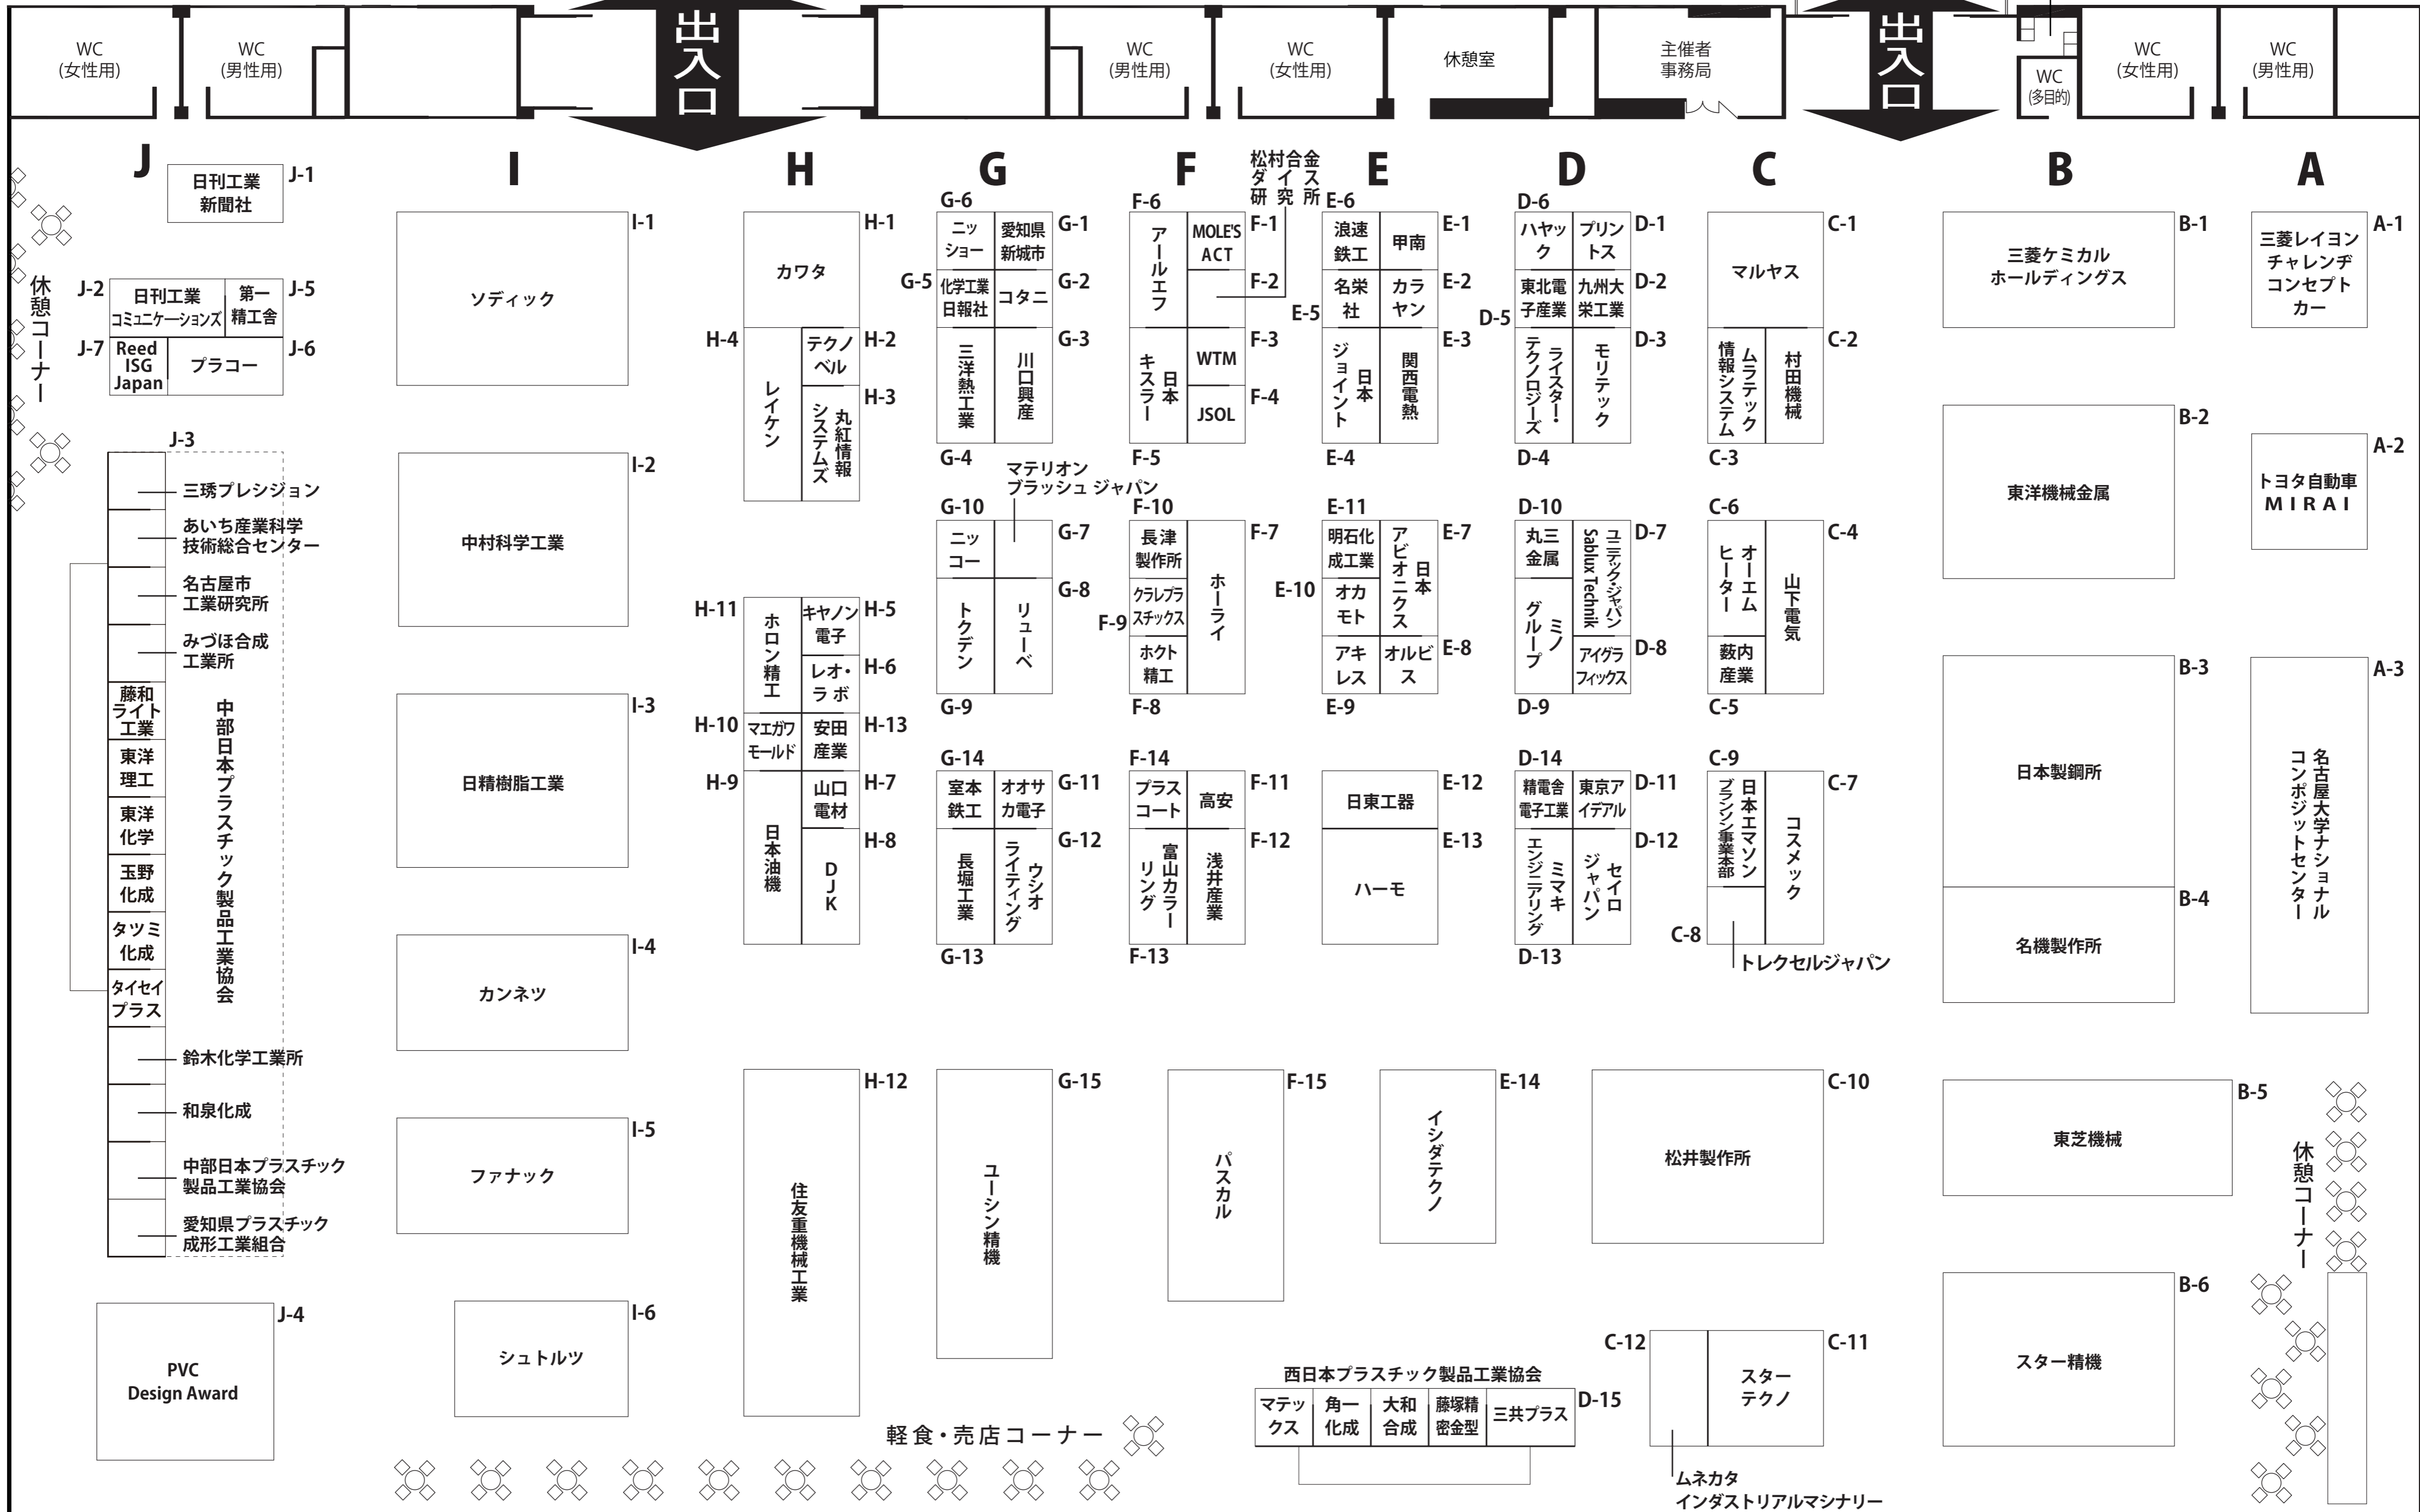 出入口
出入口
WC
(女性用)
WC
(男性用)
WC
(男性用)
WC
(女性用)
休憩室
主催者
事務局
WC
(多目的)
WC
(女性用)
WC
(男性用)
J
I
H
G
F
E
D
C
B
A
J-1
日刊工業
新聞社
休憩コーナー
J-2
日刊工業
コミュニケーションズ
第一
精工舎
J-5
J-7
Reed
ISG
Japan
プラコー
J-6
J-3
三琇プレシジョン
あいち産業科学
技術総合センター
名古屋市
工業研究所
みづほ合成
工業所
藤和
ライト
工業
東洋
理工
東洋
化学
玉野
化成
タツミ
化成
タイセイ
プラス
中部日本プラスチック製品工業協会
鈴木化学工業所
和泉化成
中部日本プラスチック
製品工業協会
愛知県プラスチック
成形工業組合
J-4
PVC
Design Award
I-1
ソディック
I-2
中村科学工業
I-3
日精樹脂工業
I-4
カンネツ
I-5
ファナック
I-6
シュトルツ
H-1
カワタ
H-4
レイケン
テクノ
ベル
H-2
丸紅情報
システムズ
H-3
H-11
ホロン精工
キヤノン
電子
H-5
レオ・
ラボ
H-6
H-10
マエガワ
モールド
安田
産業
H-13
H-9
日本油機
山口
電材
H-7
DJK
H-8
H-12
住友重機械工業
G-6
ニッ
ショー
愛知県
新城市
G-1
G-5
化学工業
日報社
コタニ
G-2
三洋熱工業
川口興産
G-3
G-4
マテリオン
ブラッシュ ジャパン
G-10
ニッ
コー
G-7
トクデン
リューベ
G-8
G-9
G-14
室本
鉄工
オオサ
カ電子
G-11
長堀工業
ウシオ
ライティング
G-12
G-13
G-15
ユーシン精機
松村合金
ダイス
研究所
F-6
アールエフ
MOLE'S
ACT
F-1
F-2
日本
キスラー
WTM
F-3
JSOL
F-4
F-5
F-10
長津
製作所
ホーライ
F-7
クラレプラ
スチックス
F-9
ホクト
精工
F-8
F-14
プラス
コート
高安
F-11
富山カラー
リング
浅井産業
F-12
F-13
F-15
パスカル
E-6
浪速
鉄工
甲南
E-1
名栄
社
カラ
ヤン
E-2
E-5
日本
ジョイント
関西電熱
E-3
E-4
E-11
明石化
成工業
日本
アビオニクス
E-7
E-10
オカ
モト
アキ
レス
オルビ
ス
E-8
E-9
日東工器
E-12
ハーモ
E-13
E-14
イシダテクノ
D-6
ハヤッ
ク
プリン
トス
D-1
東北電
子産業
九州大
栄工業
D-2
D-5
ライスター・
テクノロジーズ
モリテック
D-3
D-4
D-10
丸三
金属
ユニテック・ジャパン
Sablux Technik
D-7
ミノ
グループ
アイグラ
フィックス
D-8
D-9
D-14
精電舎
電子工業
東京ア
イデアル
D-11
ミマキ
エンジニアリング
セイロ
ジャパン
D-12
D-13
西日本プラスチック製品工業協会
マテッ
クス
角一
化成
大和
合成
藤塚精
密金型
三共プラス
D-15
C-1
マルヤス
ムラテック
情報システム
村田機械
C-2
C-3
C-6
オーエム
ヒーター
山下電気
C-4
薮内
産業
C-5
C-9
日本エマソン
ブランソン事業本部
コスメック
C-7
C-8
トレクセルジャパン
C-10
松井製作所
C-12
スター
テクノ
C-11
ムネカタ
インダストリアルマシナリー
B-1
三菱ケミカル
ホールディングス
B-2
東洋機械金属
B-3
日本製鋼所
B-4
名機製作所
B-5
東芝機械
B-6
スター精機
A-1
三菱レイヨン
チャレンヂ
コンセプト
カー
A-2
トヨタ自動車
MIRAI
A-3
名古屋大学ナショナル
コンポジットセンター
休憩コーナー
軽食・売店コーナー